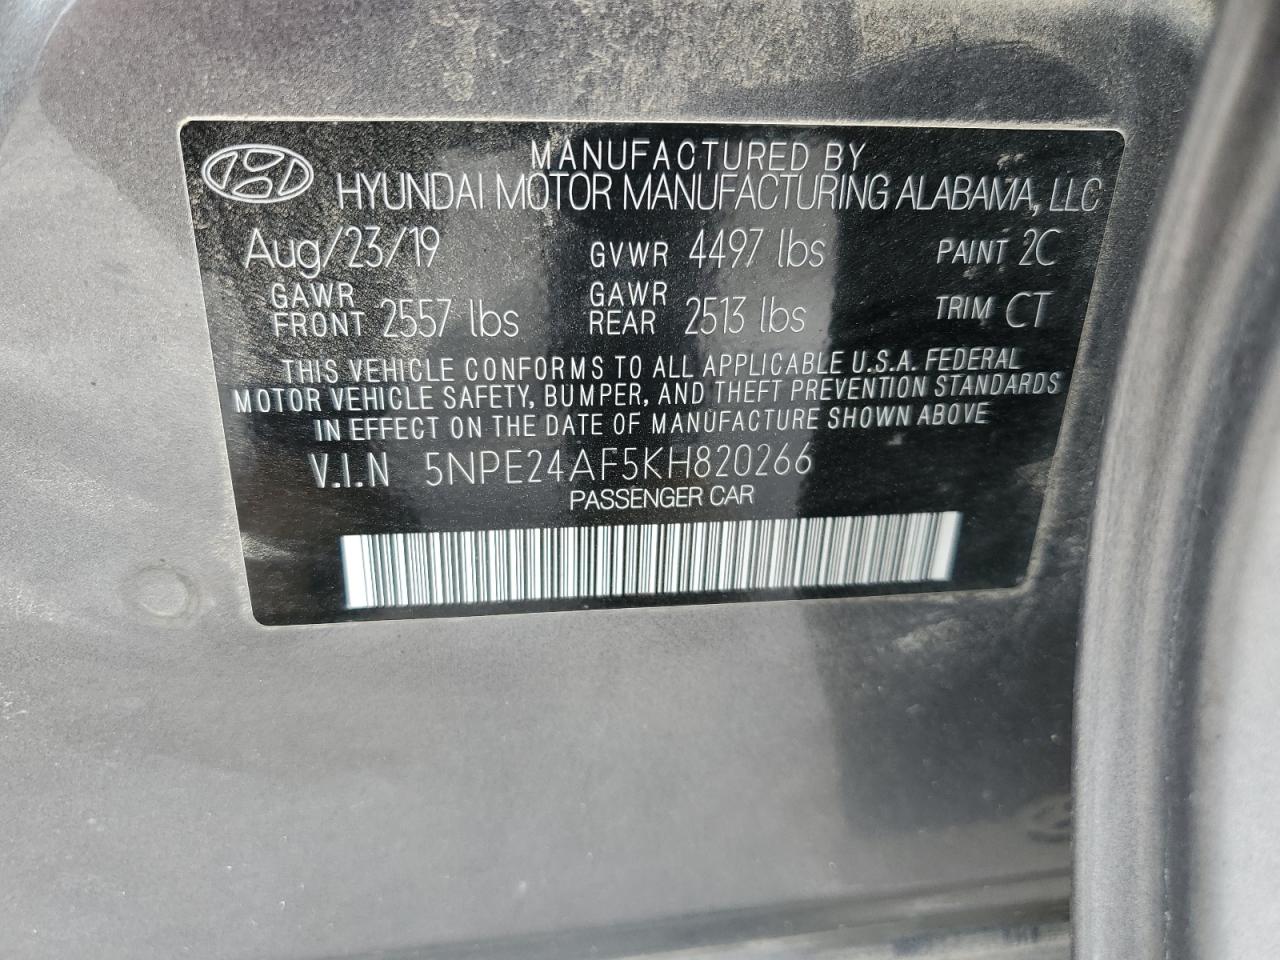 MANUFACTURED BY
HYUNDAI MOTOR MANUFACTURING ALABAMA, LLC
Aug/23/19 GVWR 4497 lbs PAINT 2C
GAWR FRONT 2557 lbs GAWR REAR 2513 lbs TRIM CT
THIS VEHICLE CONFORMS TO ALL APPLICABLE U.S.A. FEDERAL
MOTOR VEHICLE SAFETY, BUMPER, AND THEFT PREVENTION STANDARDS
IN EFFECT ON THE DATE OF MANUFACTURE SHOWN ABOVE
V.I.N 5NPE24AF5KH820266
PASSENGER CAR